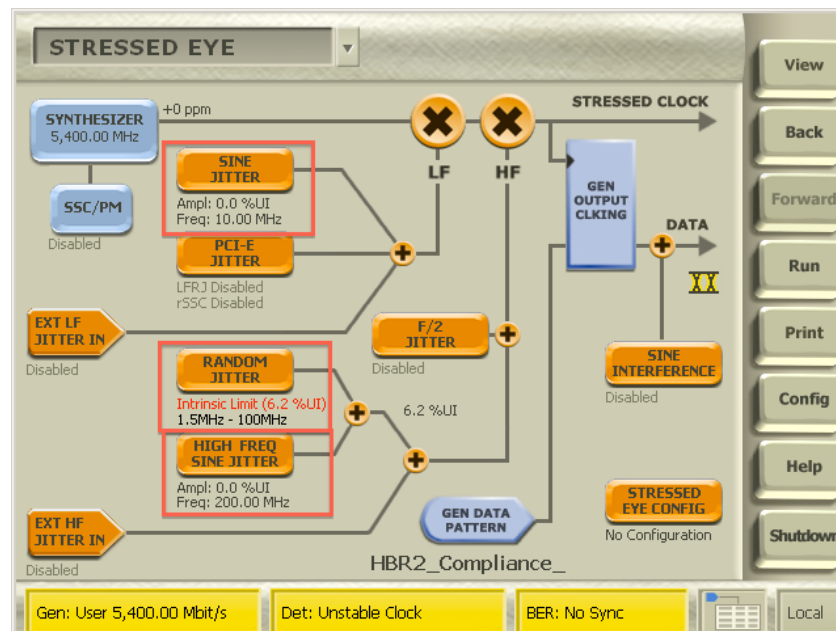 STRESSED EYE
View
Back
Forward
Run
Print
Config
Help
Shutdown
SYNTHESIZER
5,400.00 MHz
+0 ppm
STRESSED CLOCK
SSC/PM
Disabled
SINE
JITTER
Ampl: 0.0 %UI
Freq: 10.00 MHz
LF
HF
GEN
OUTPUT
CLKING
DATA
PCI-E
JITTER
LFRJ Disabled
rSSC Disabled
EXT LF
JITTER IN
Disabled
F/2
JITTER
Disabled
SINE
INTERFERENCE
Disabled
RANDOM
JITTER
Intrinsic Limit (6.2 %UI)
1.5MHz - 100MHz
6.2 %UI
HIGH FREQ
SINE JITTER
Ampl: 0.0 %UI
Freq: 200.00 MHz
EXT HF
JITTER IN
Disabled
GEN DATA
PATTERN
HBR2_Compliance_
STRESSED
EYE CONFIG
No Configuration
Gen: User 5,400.00 Mbit/s
Det: Unstable Clock
BER: No Sync
Local